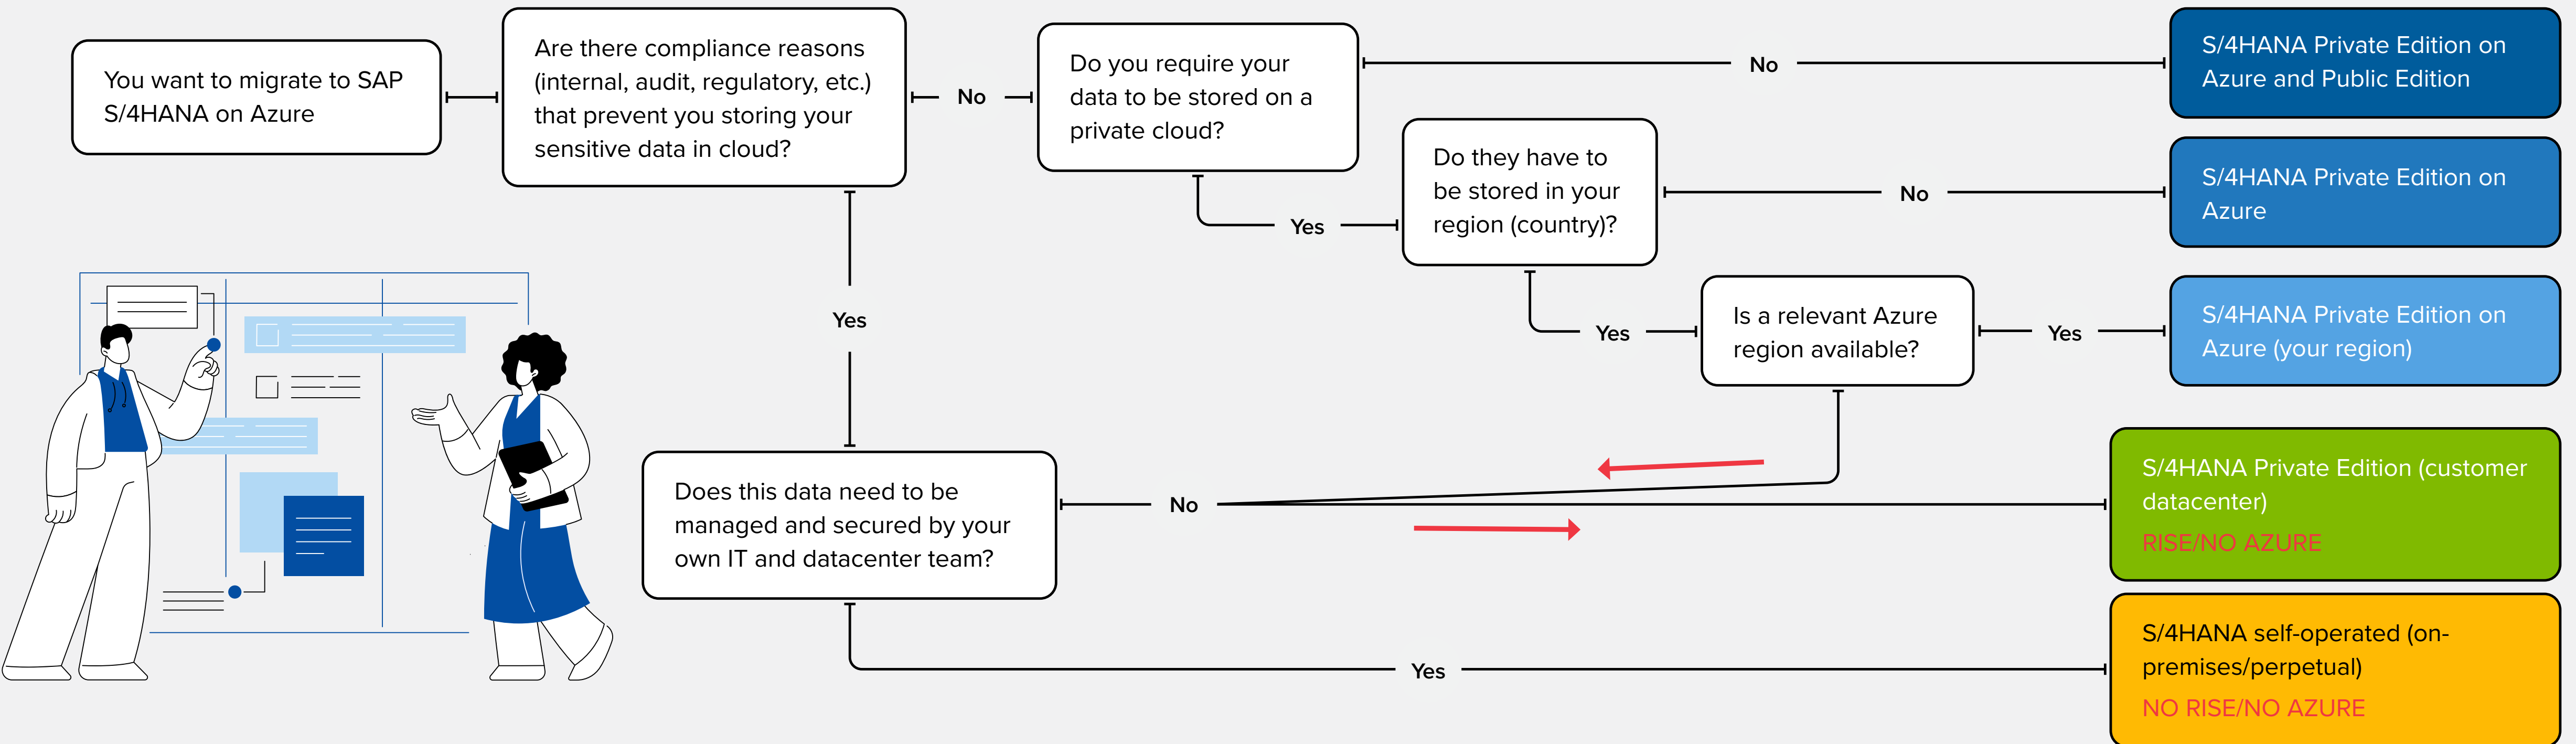 You want to migrate to SAP
S/4HANA on Azure
Are there compliance reasons
(internal, audit, regulatory, etc.)
that prevent you storing your
sensitive data in cloud?
No
Do you require your
data to be stored on a
private cloud?
No
S/4HANA Private Edition on
Azure and Public Edition
Yes
Do they have to
be stored in your
region (country)?
No
S/4HANA Private Edition on
Azure
Yes
Is a relevant Azure
region available?
Yes
S/4HANA Private Edition on
Azure (your region)
Yes
Does this data need to be
managed and secured by your
own IT and datacenter team?
No
S/4HANA Private Edition (customer
datacenter)
RISE/NO AZURE
Yes
S/4HANA self-operated (on-
premises/perpetual)
NO RISE/NO AZURE